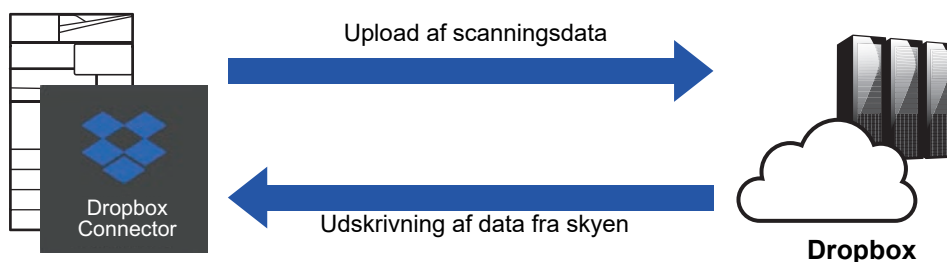 Upload af scanningsdata
Dropbox
Connector
Udskrivning af data fra skyen
Dropbox